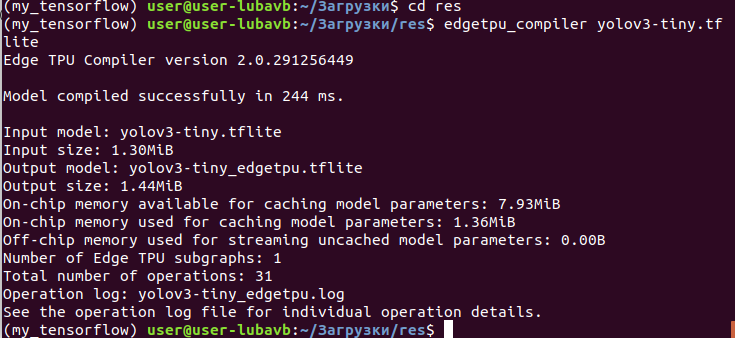 (my_tensorflow) user@user-lubavb:~/Загрузки$ cd res
(my_tensorflow) user@user-lubavb:~/Загрузки/res$ edgetpu_compiler yolov3-tiny.tf
lite
Edge TPU Compiler version 2.0.291256449
Model compiled successfully in 244 ms.
Input model: yolov3-tiny.tflite
Input size: 1.30MiB
Output model: yolov3-tiny_edgetpu.tflite
Output size: 1.44MiB
On-chip memory available for caching model parameters: 7.93MiB
On-chip memory used for caching model parameters: 1.36MiB
Off-chip memory used for streaming uncached model parameters: 0.00B
Number of Edge TPU subgraphs: 1
Total number of operations: 31
Operation log: yolov3-tiny_edgetpu.log
See the operation log file for individual operation details.
(my_tensorflow) user@user-lubavb:~/Загрузки/res$